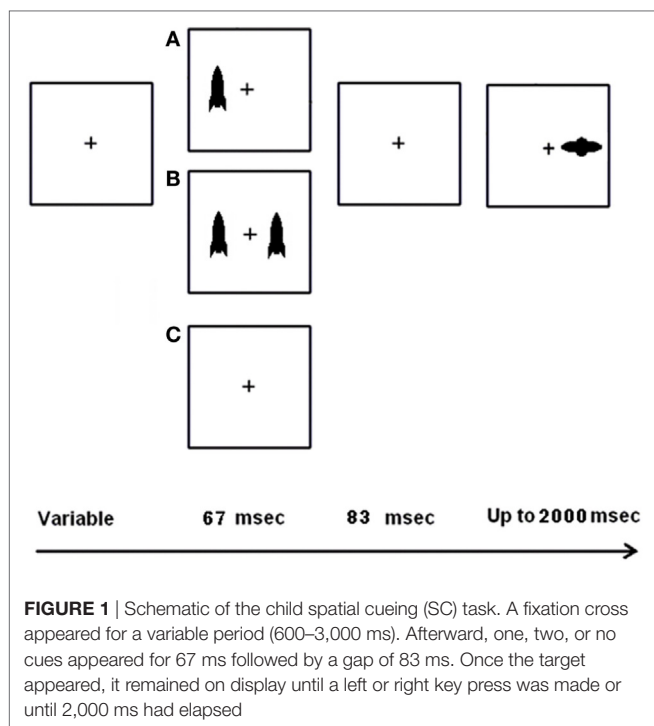 A
B
C
Variable 67 msec 83 msec Up to 2000 msec
FIGURE 1 | Schematic of the child spatial cueing (SC) task. A fixation cross
appeared for a variable period (600–3,000 ms). Afterward, one, two, or no
cues appeared for 67 ms followed by a gap of 83 ms. Once the target
appeared, it remained on display until a left or right key press was made or
until 2,000 ms had elapsed